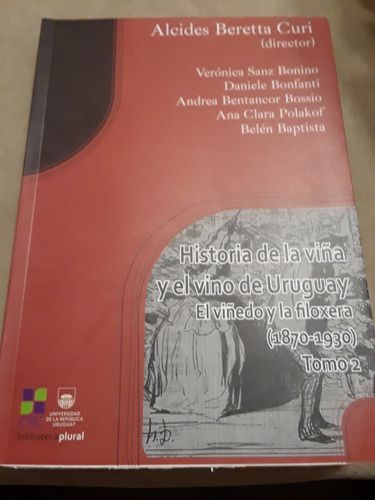 Alcides Beretta Curi
(director)
Verónica Sanz Bonino
Daniele Bonfanti
Andrea Bentancor Bossio
Ana Clara Polakof
Belén Baptista
Historia de la viña
y el vino de Uruguay
El viñedo y la filoxera
(1870-1930)
Tomo 2
CSIC
UNIVERSIDAD
DE LA REPÚBLICA
URUGUAY
bibliotecaplural